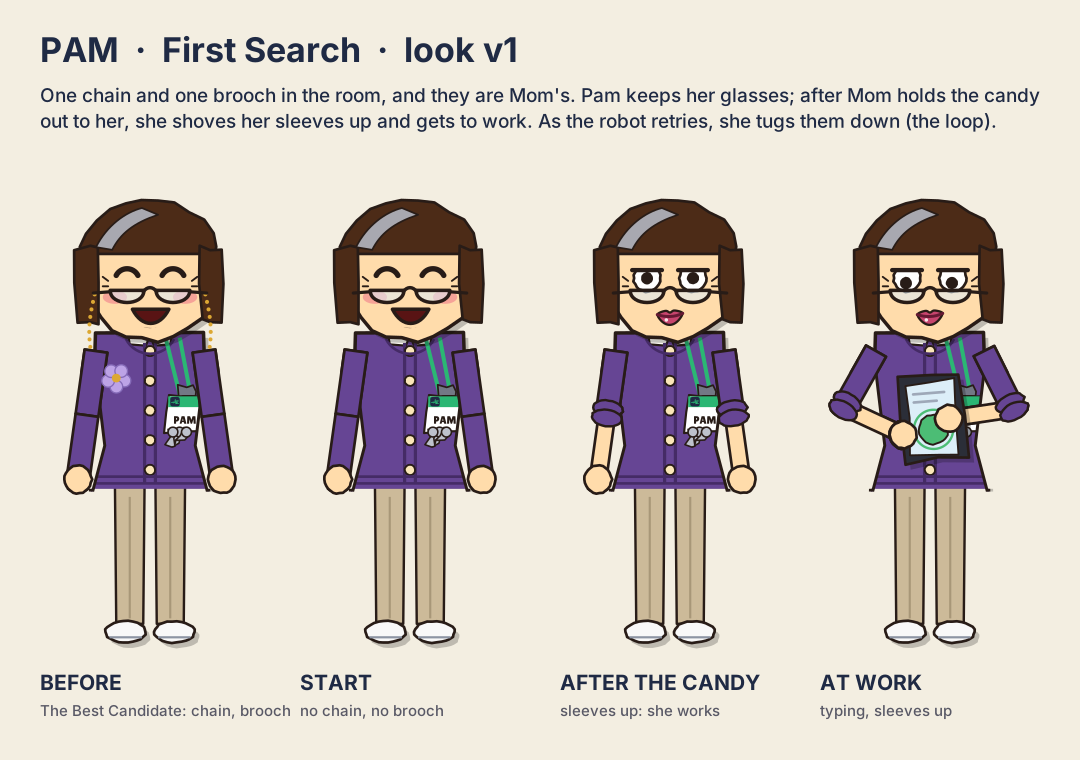 PAM · First Search · look v1
One chain and one brooch in the room, and they are Mom's. Pam keeps her glasses; after Mom holds the candy
out to her, she shoves her sleeves up and gets to work. As the robot retries, she tugs them down (the loop).
PAM
PAM
PAM
BEFORE
START
AFTER THE CANDY
AT WORK
The Best Candidate: chain, brooch
no chain, no brooch
sleeves up: she works
typing, sleeves up